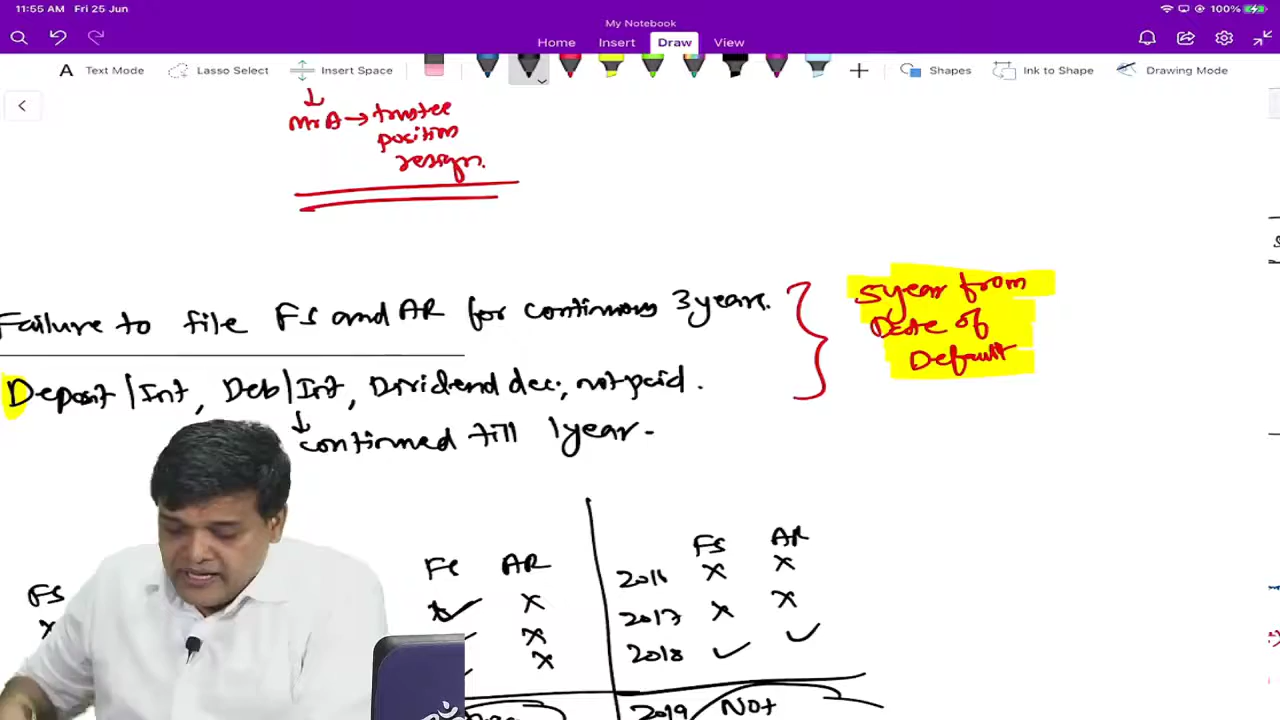 11:55 AM Fri 25 Jun
100%
My Notebook
Home Insert Draw View
A Text Mode Lasso Select Insert Space Shapes Ink to Shape Drawing Mode
↓
Mr A → trustee
position
resign.
Failure to file FS and AR for continuous 3 years.
5 year from
Date of
Default
Deposit / Int, Deb / Int, Dividend dec., not paid.
↓ continued till 1 year.
FS
FS AR
FS AR
x
✓ x
2016 x x
x
2017 x x
x
2018 ✓ ✓
2019 Not